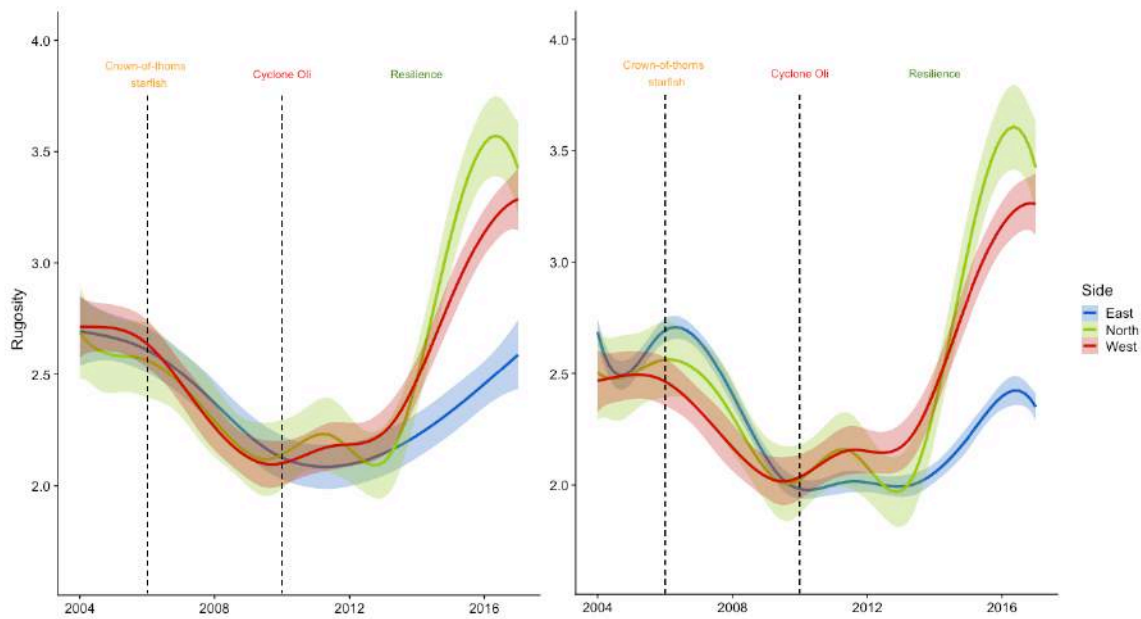 4.0
3.5
3.0
2.5
2.0
Rugosity
Crown-of-thorns
starfish
Cyclone Oli
Resilience
2004
2008
2012
2016
4.0
3.5
3.0
2.5
2.0
Crown-of-thorns
starfish
Cyclone Oli
Resilience
2004
2008
2012
2016
Side
East
North
West